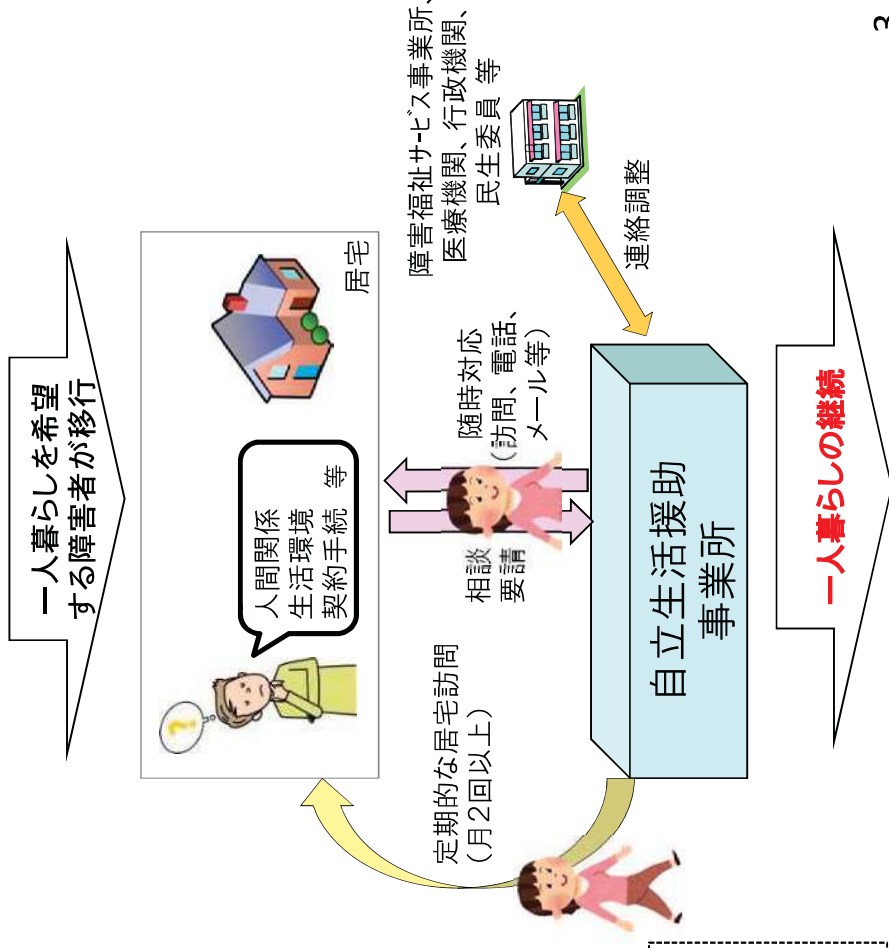 一人暮らしを希望
する障害者が移行
人間関係
生活環境
契約手続 等
居宅
定期的な居宅訪問
（月2回以上）
相談
要請
随時対応
（訪問、電話、
メール等）
障害福祉サービス事業所、
医療機関、行政機関、
民生委員 等
連絡調整
自立生活援助
事業所
一人暮らしの継続
3